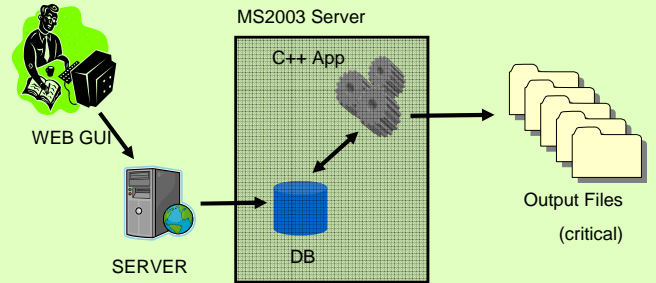 MS2003 Server
C++ App
WEB GUI
Output Files
(critical)
DB
SERVER